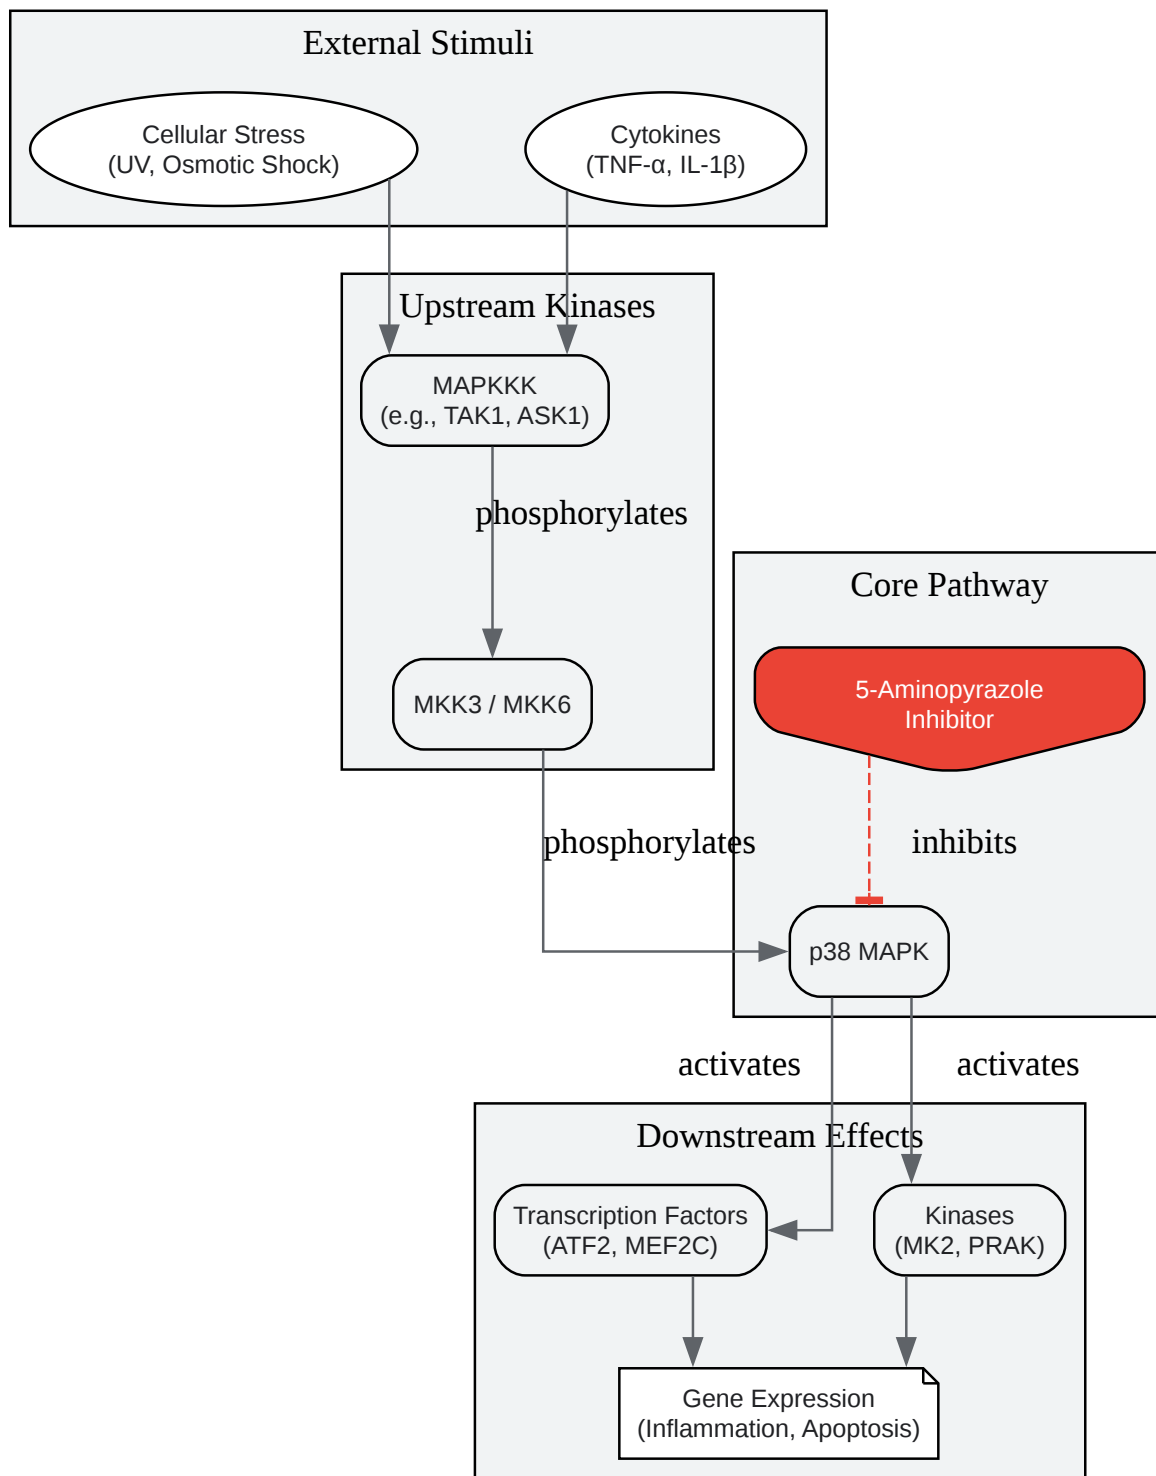 External Stimuli
Cellular Stress
(UV, Osmotic Shock)
Cytokines
(TNF-α, IL-1β)
Upstream Kinases
MAPKKK
(e.g., TAK1, ASK1)
phosphorylates
MKK3 / MKK6
Core Pathway
5-Aminopyrazole
Inhibitor
phosphorylates
inhibits
p38 MAPK
activates
activates
Downstream Effects
Transcription Factors
(ATF2, MEF2C)
Kinases
(MK2, PRAK)
Gene Expression
(Inflammation, Apoptosis)